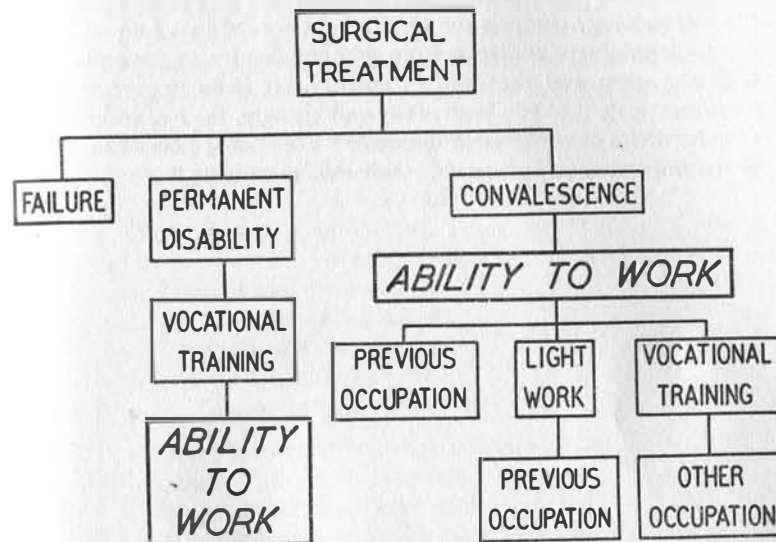 SURGICAL
TREATMENT
FAILURE
PERMANENT
DISABILITY
CONVALESCENCE
ABILITY TO WORK
VOCATIONAL
TRAINING
PREVIOUS
OCCUPATION
LIGHT
WORK
VOCATIONAL
TRAINING
ABILITY
TO
WORK
PREVIOUS
OCCUPATION
OTHER
OCCUPATION